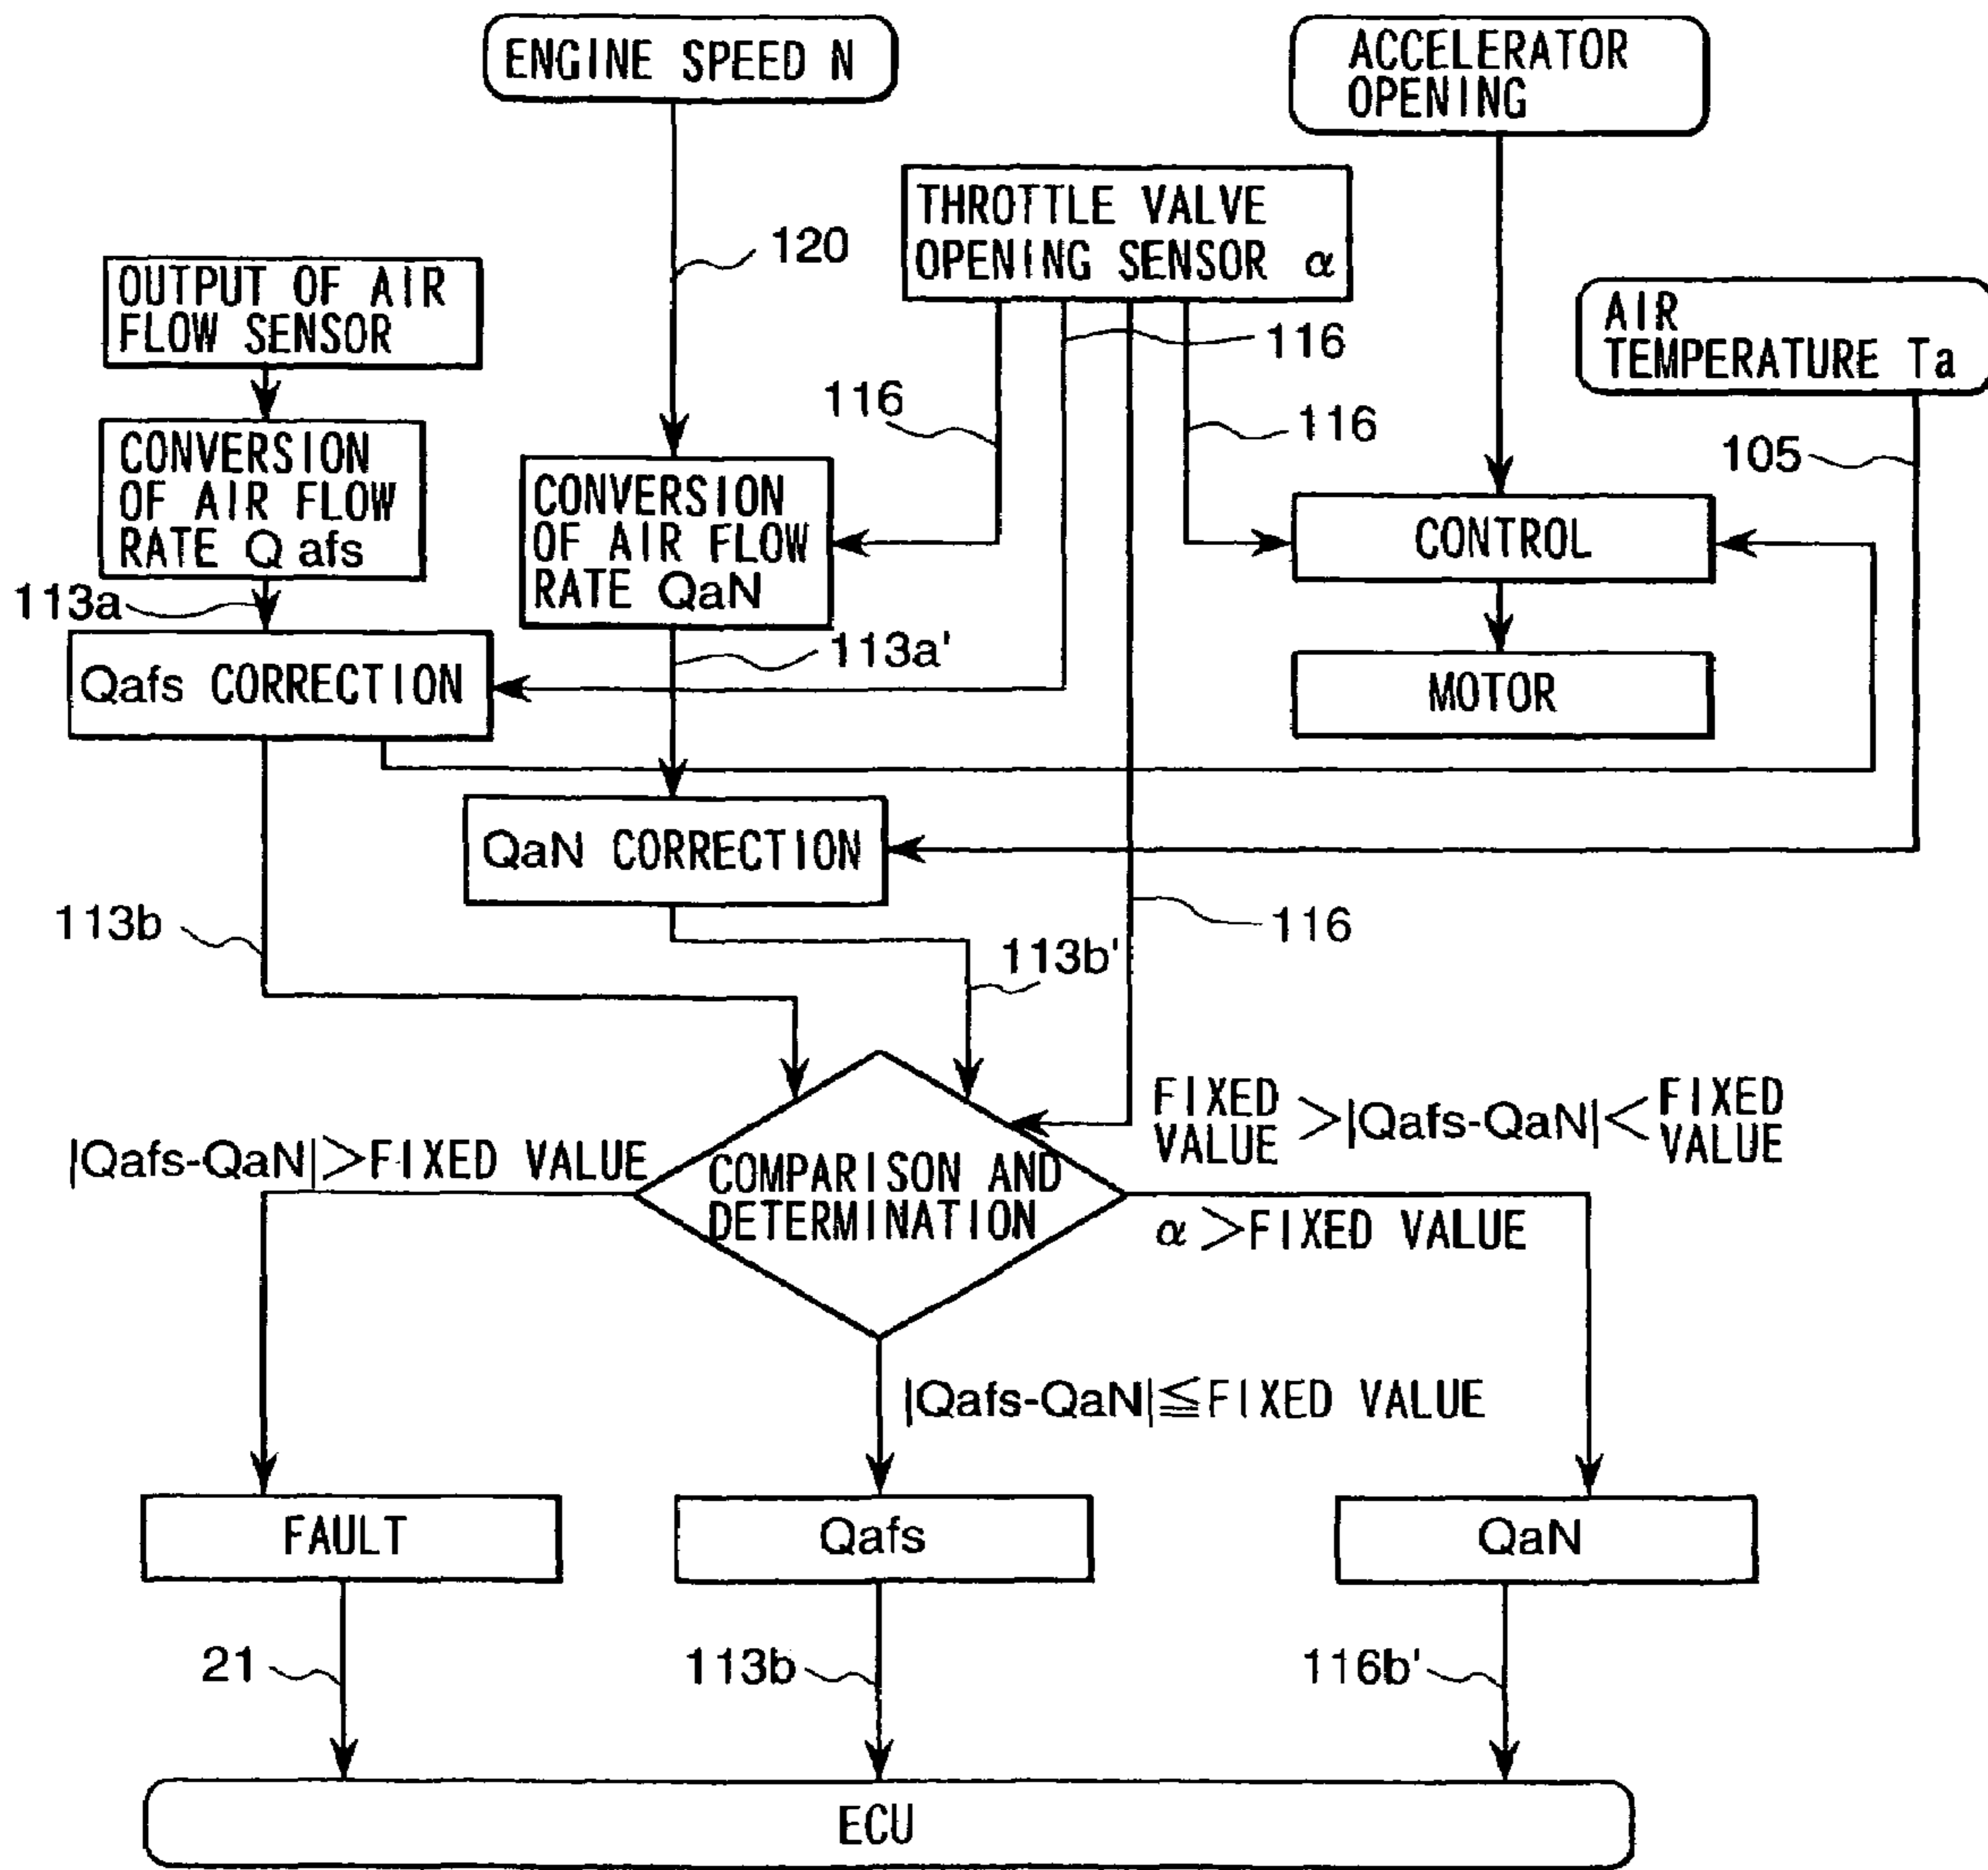 ENGINE SPEED N
ACCELERATOR
OPENING
THROTTLE VALVE
OPENING SENSOR α
120
OUTPUT OF AIR
FLOW SENSOR
AIR
TEMPERATURE Ta
116
116
116
105
CONVERSION
OF AIR FLOW
RATE Q afs
CONVERSION
OF AIR FLOW
RATE QaN
CONTROL
113a
113a'
Qafs CORRECTION
MOTOR
QaN CORRECTION
113b
116
113b'
|Qafs-QaN|>FIXED VALUE
FIXED VALUE >|Qafs-QaN|< FIXED VALUE
COMPARISON AND
DETERMINATION
α >FIXED VALUE
|Qafs-QaN|≦FIXED VALUE
FAULT
Qafs
QaN
21
113b
116b'
ECU